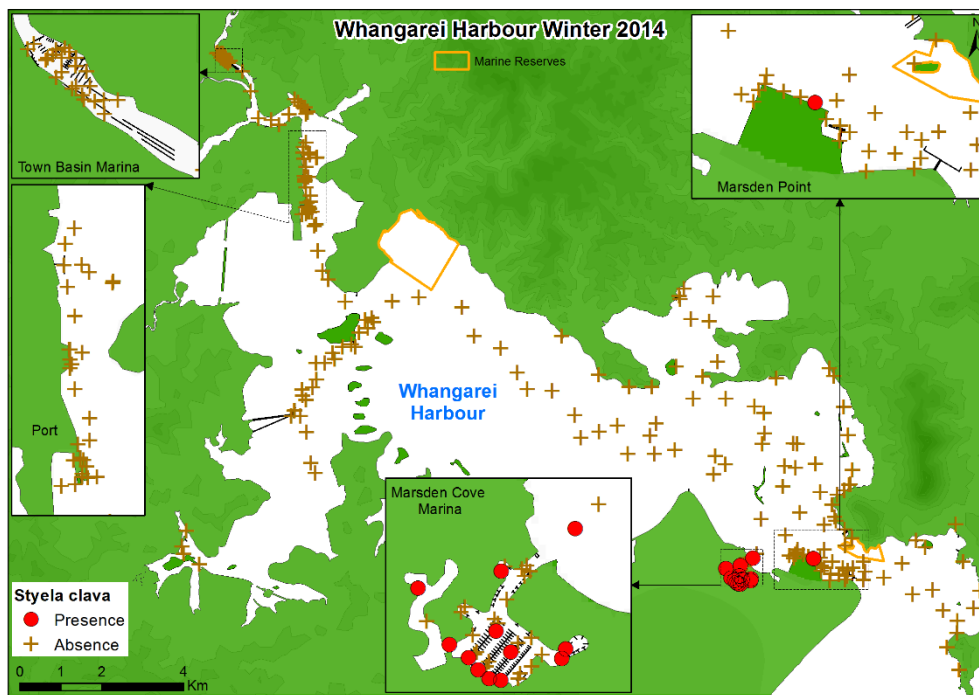 Whangarei Harbour Winter 2014
Marine Reserves
N
Town Basin Marina
Marsden Point
Port
Whangarei
Harbour
Marsden Cove
Marina
Styela clava
Presence
Absence
0 1 2 4
Km